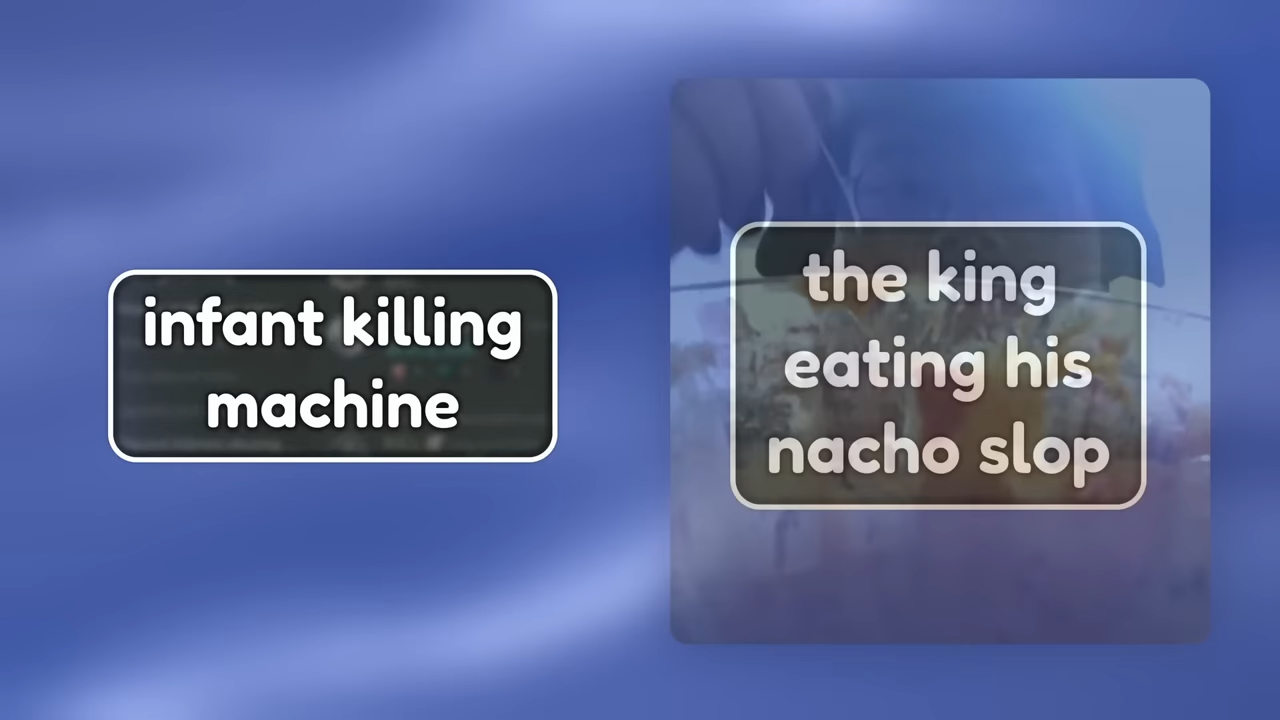 infant killing
machine
the king
eating his
nacho slop